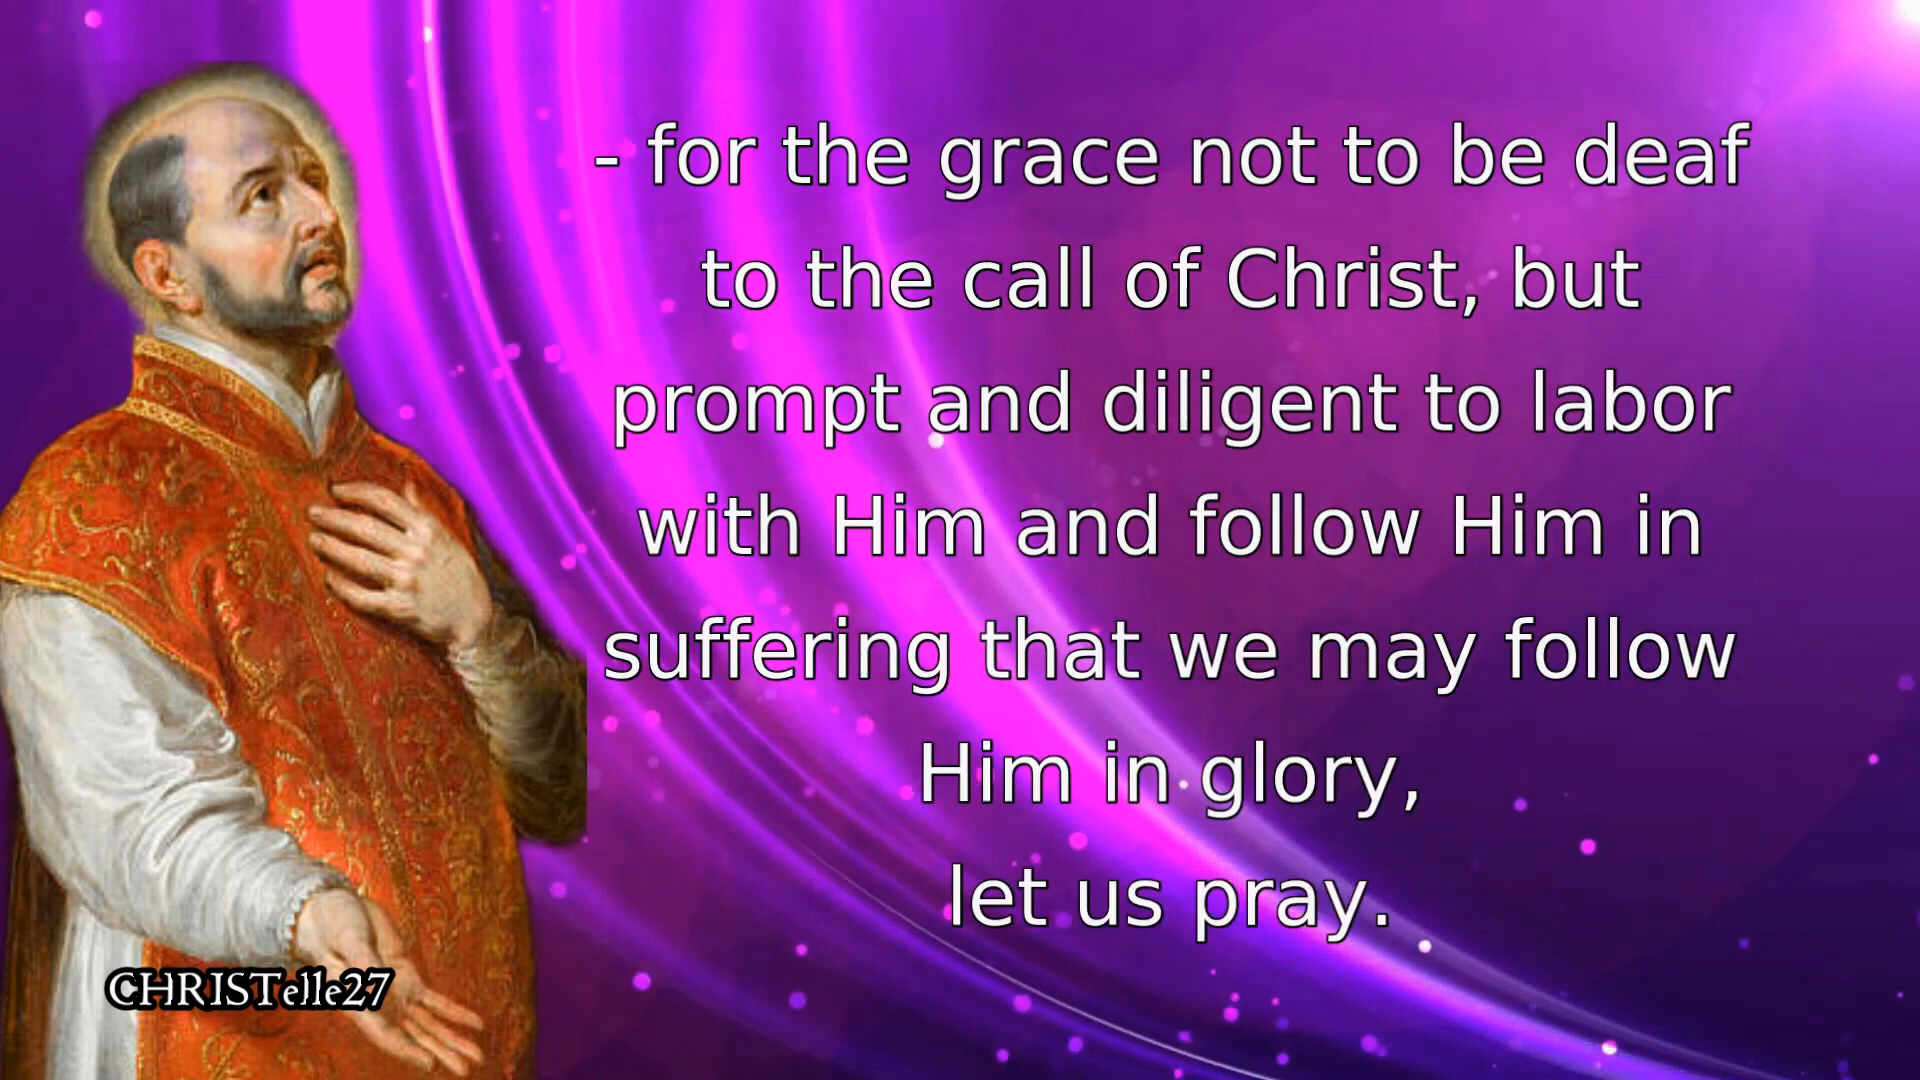 - for the grace not to be deaf
to the call of Christ, but
prompt and diligent to labor
with Him and follow Him in
suffering that we may follow
Him in glory,
let us pray.
CHRISTelle27